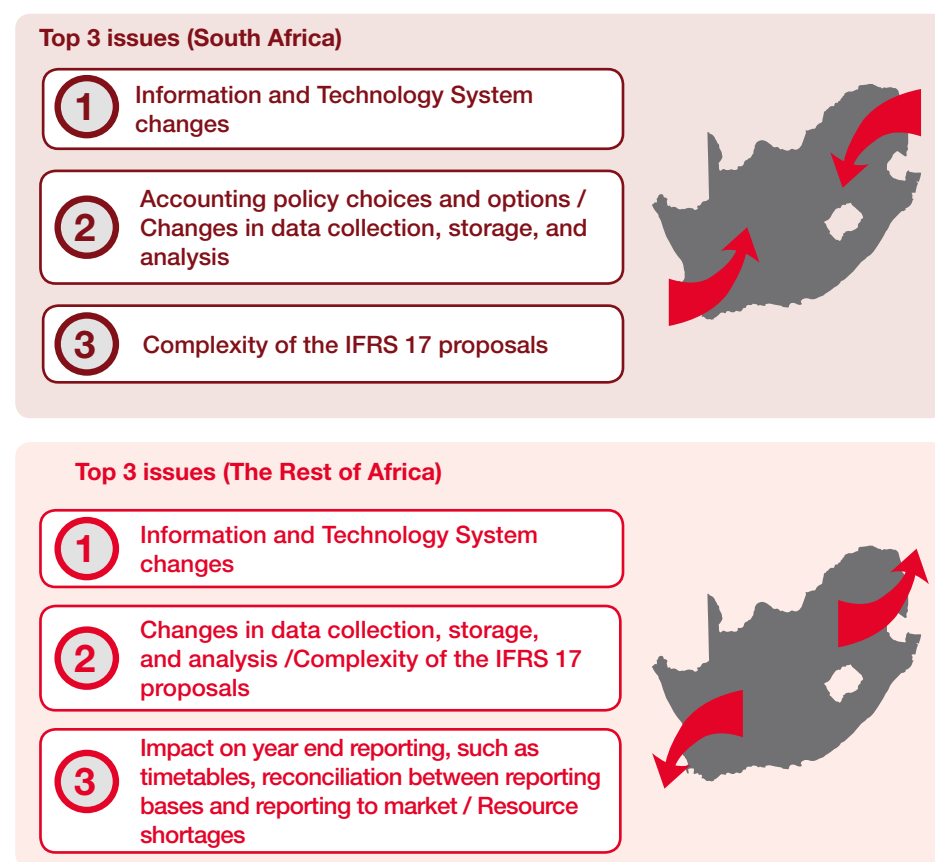 Top 3 issues (South Africa)
1
Information and Technology System
changes
2
Accounting policy choices and options /
Changes in data collection, storage, and
analysis
3
Complexity of the IFRS 17 proposals
Top 3 issues (The Rest of Africa)
1
Information and Technology System
changes
2
Changes in data collection, storage,
and analysis /Complexity of the IFRS 17
proposals
3
Impact on year end reporting, such as
timetables, reconciliation between reporting
bases and reporting to market / Resource
shortages